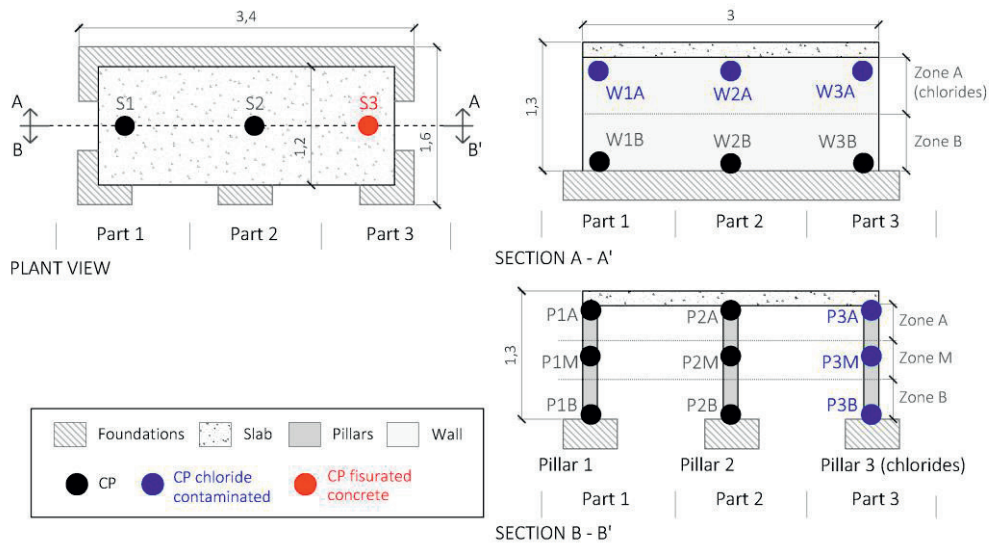 3,4
A
A
S1
S2
S3
1,2
1,6
B
B'
Part 1
Part 2
Part 3
PLANT VIEW
3
1,3
W1A
W2A
W3A
Zone A
(chlorides)
W1B
W2B
W3B
Zone B
Part 1
Part 2
Part 3
SECTION A - A'
1,3
P1A
P2A
P3A
Zone A
P1M
P2M
P3M
Zone M
P1B
P2B
P3B
Zone B
Pillar 1
Pillar 2
Pillar 3 (chlorides)
Part 1
Part 2
Part 3
SECTION B - B'
Foundations
Slab
Pillars
Wall
CP
CP chloride
contaminated
CP fisurated
concrete